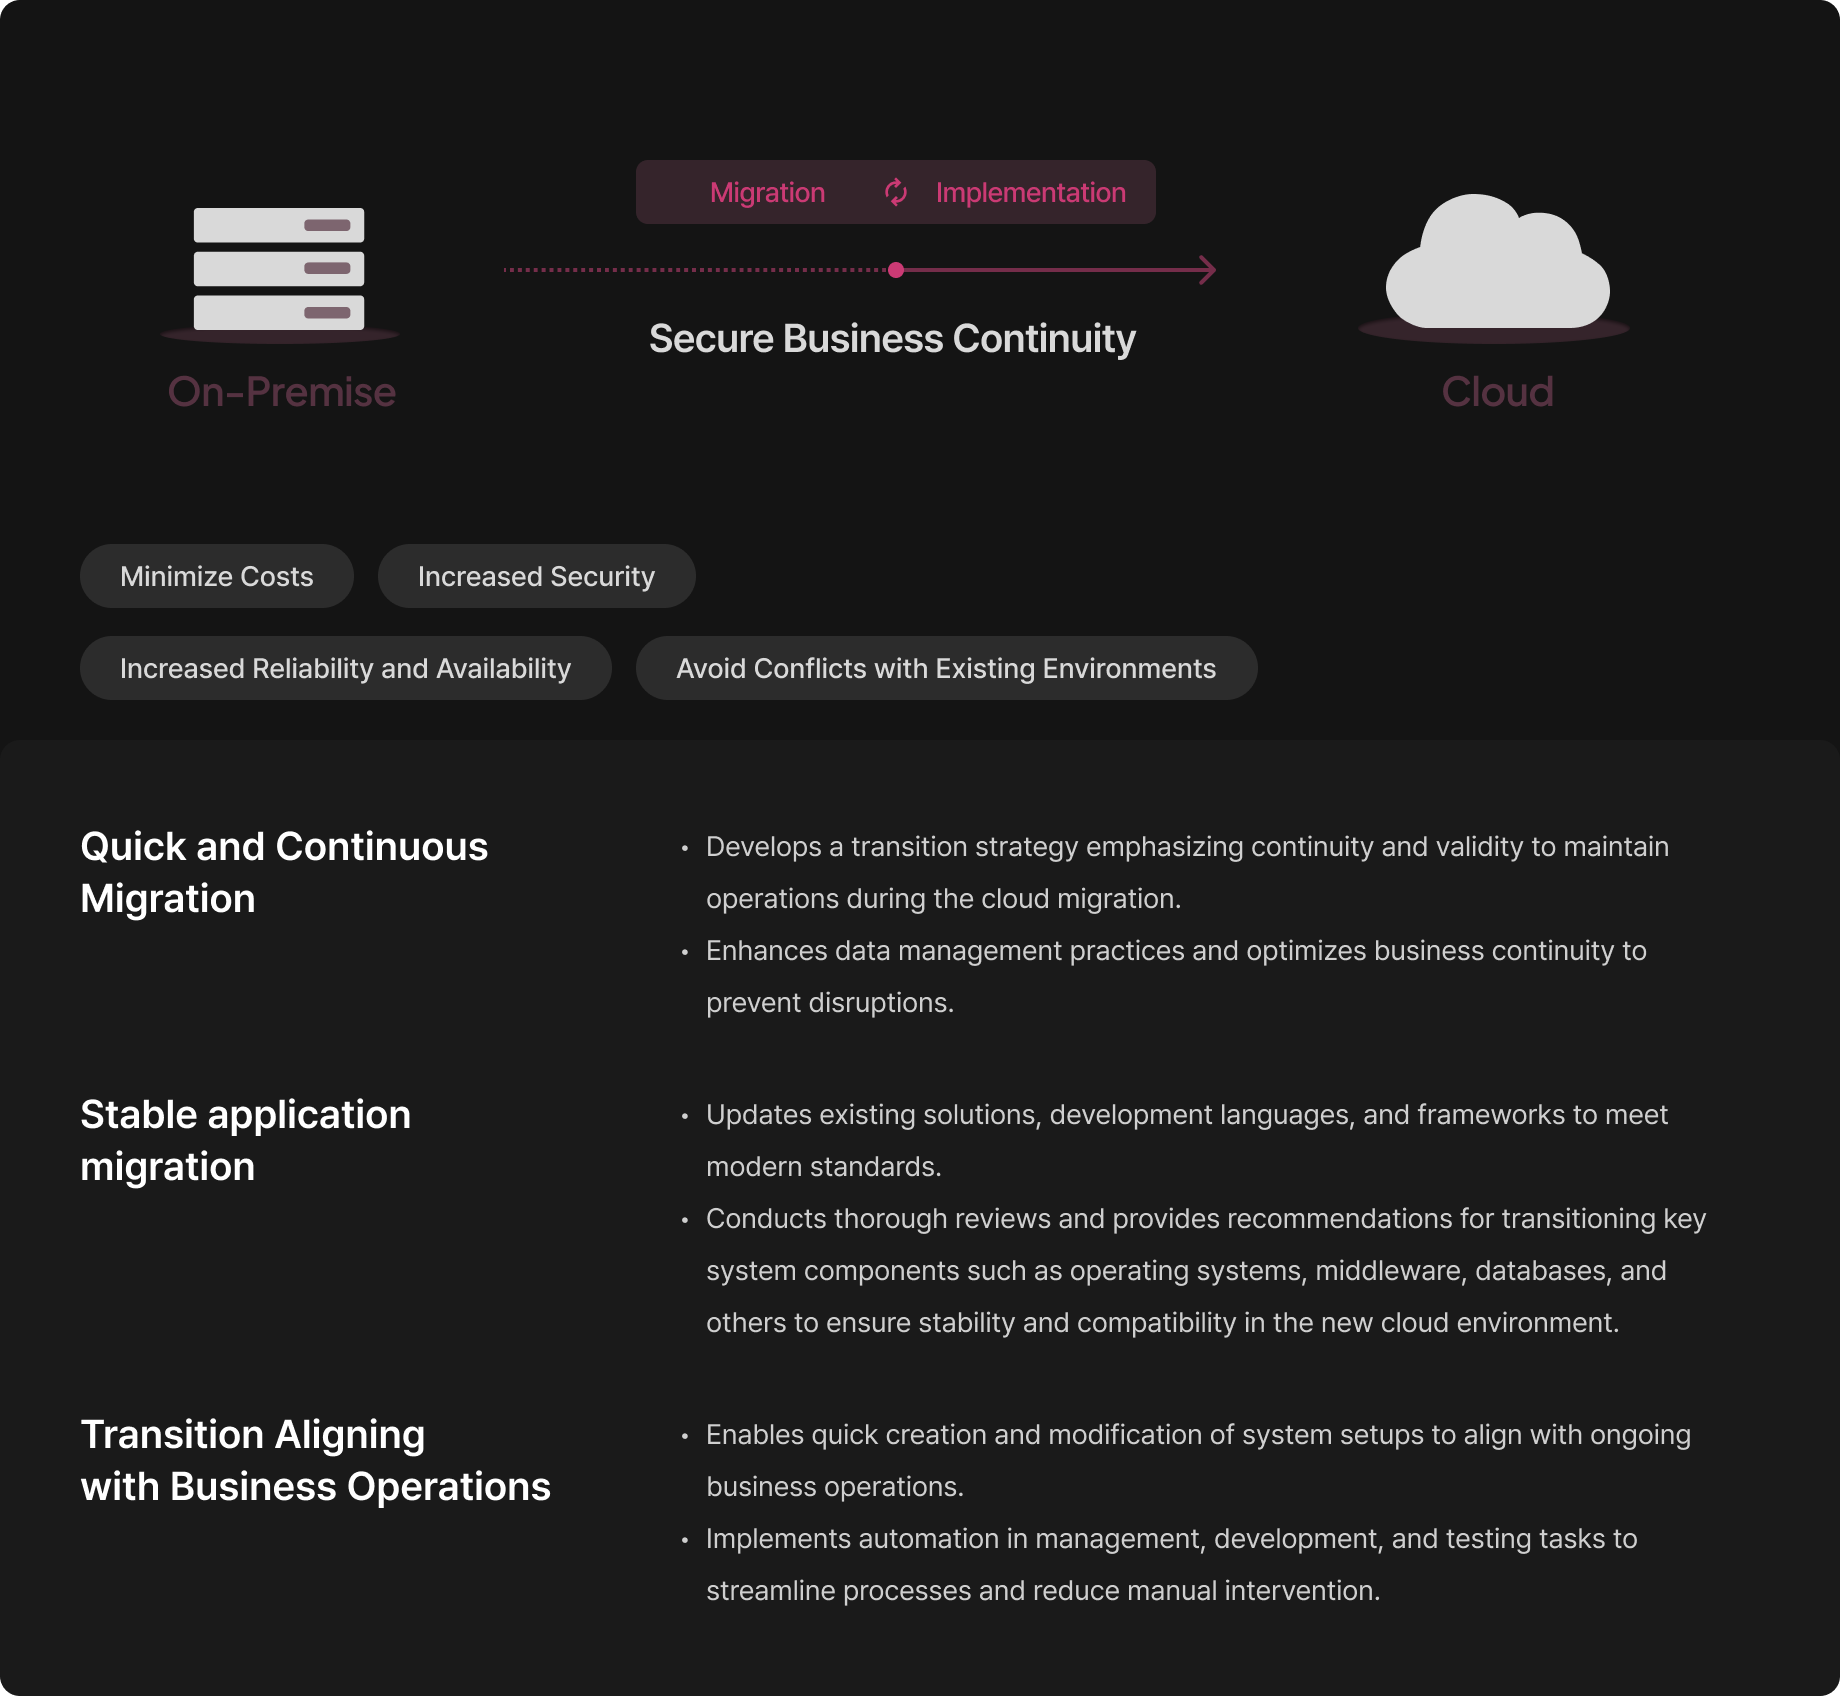 Migration Implementation
Secure Business Continuity
On-Premise
Cloud
Minimize Costs
Increased Security
Increased Reliability and Availability
Avoid Conflicts with Existing Environments
Quick and Continuous
Migration
• Develops a transition strategy emphasizing continuity and validity to maintain
operations during the cloud migration.
• Enhances data management practices and optimizes business continuity to
prevent disruptions.
Stable application
migration
• Updates existing solutions, development languages, and frameworks to meet
modern standards.
• Conducts thorough reviews and provides recommendations for transitioning key
system components such as operating systems, middleware, databases, and
others to ensure stability and compatibility in the new cloud environment.
Transition Aligning
with Business Operations
• Enables quick creation and modification of system setups to align with ongoing
business operations.
• Implements automation in management, development, and testing tasks to
streamline processes and reduce manual intervention.